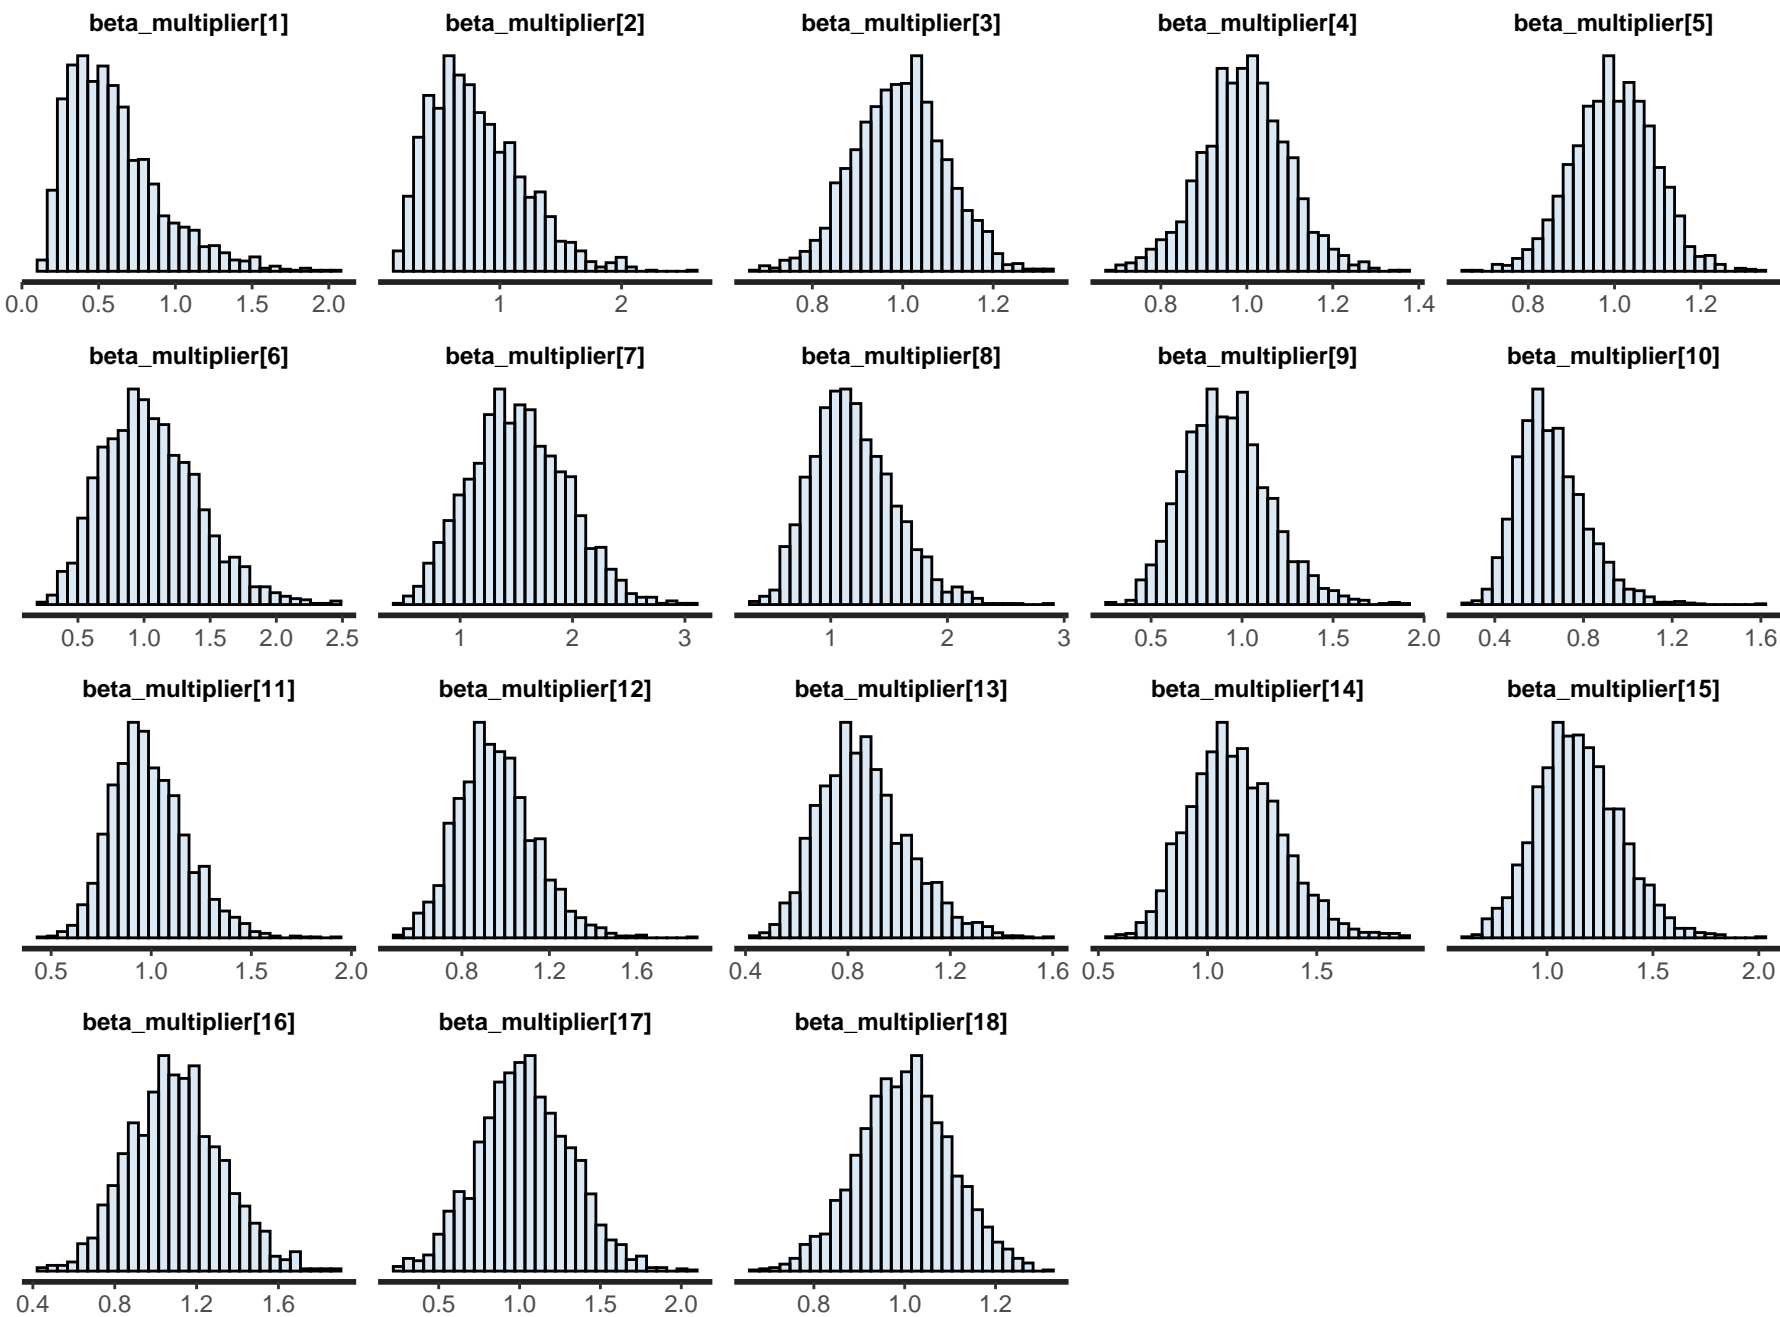 beta_multiplier[1] beta_multiplier[2] beta_multiplier[3] beta_multiplier[4] beta_multiplier[5]
0.0 0.5 1.0 1.5 2.0 1 2 0.8 1.0 1.2 0.8 1.0 1.2 1.4 0.8 1.0 1.2
beta_multiplier[6] beta_multiplier[7] beta_multiplier[8] beta_multiplier[9] beta_multiplier[10]
0.5 1.0 1.5 2.0 2.5 1 2 3 1 2 3 0.5 1.0 1.5 2.0 0.4 0.8 1.2 1.6
beta_multiplier[11] beta_multiplier[12] beta_multiplier[13] beta_multiplier[14] beta_multiplier[15]
0.5 1.0 1.5 2.0 0.8 1.2 1.6 0.4 0.8 1.2 1.6 0.5 1.0 1.5 1.0 1.5 2.0
beta_multiplier[16] beta_multiplier[17] beta_multiplier[18]
0.4 0.8 1.2 1.6 0.5 1.0 1.5 2.0 0.8 1.0 1.2